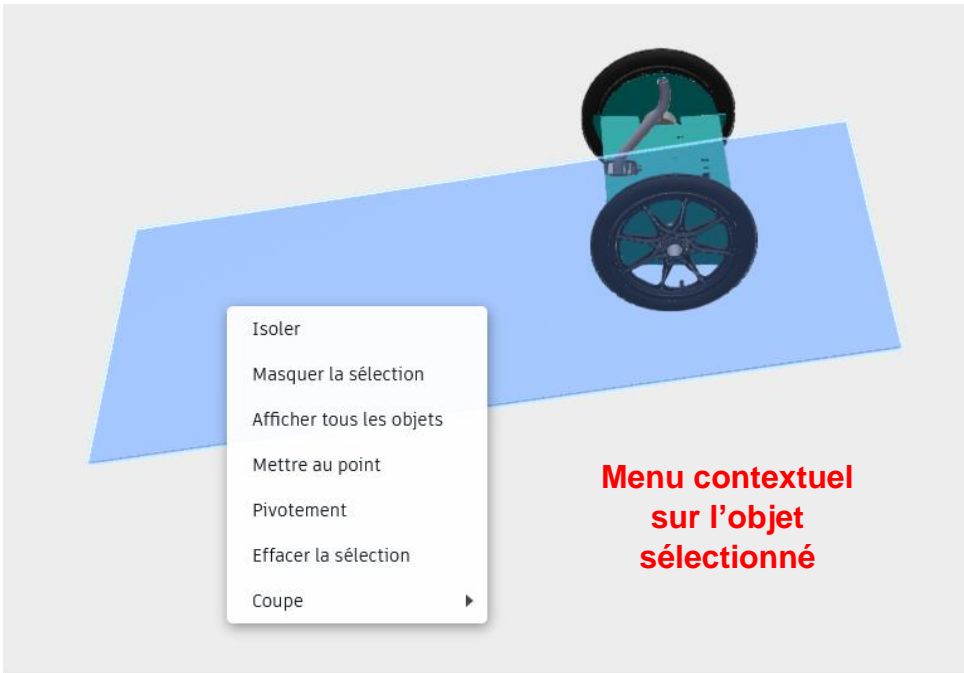 Isoler
Masquer la sélection
Afficher tous les objets
Mettre au point
Pivotement
Effacer la sélection
Coupe
Menu contextuel
sur l’objet
sélectionné